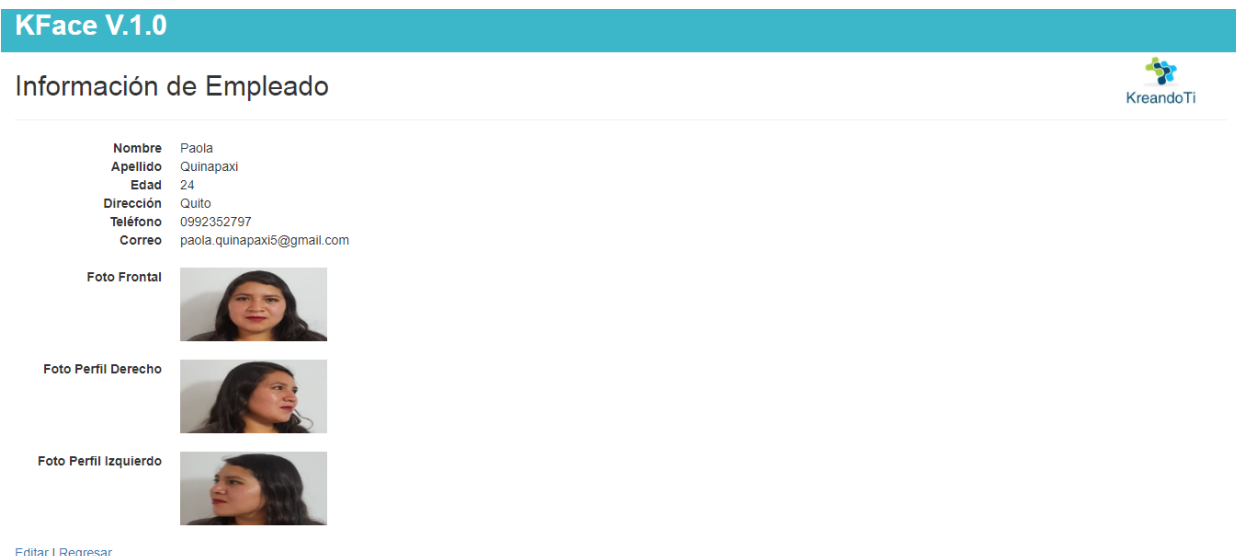 KFace V.1.0
Información de Empleado
KreandoTi
Nombre Paola
Apellido Quinapaxi
Edad 24
Dirección Quito
Teléfono 0992352797
Correo paola.quinapaxi5@gmail.com
Foto Frontal
Foto Perfil Derecho
Foto Perfil Izquierdo
Editar | Regresar